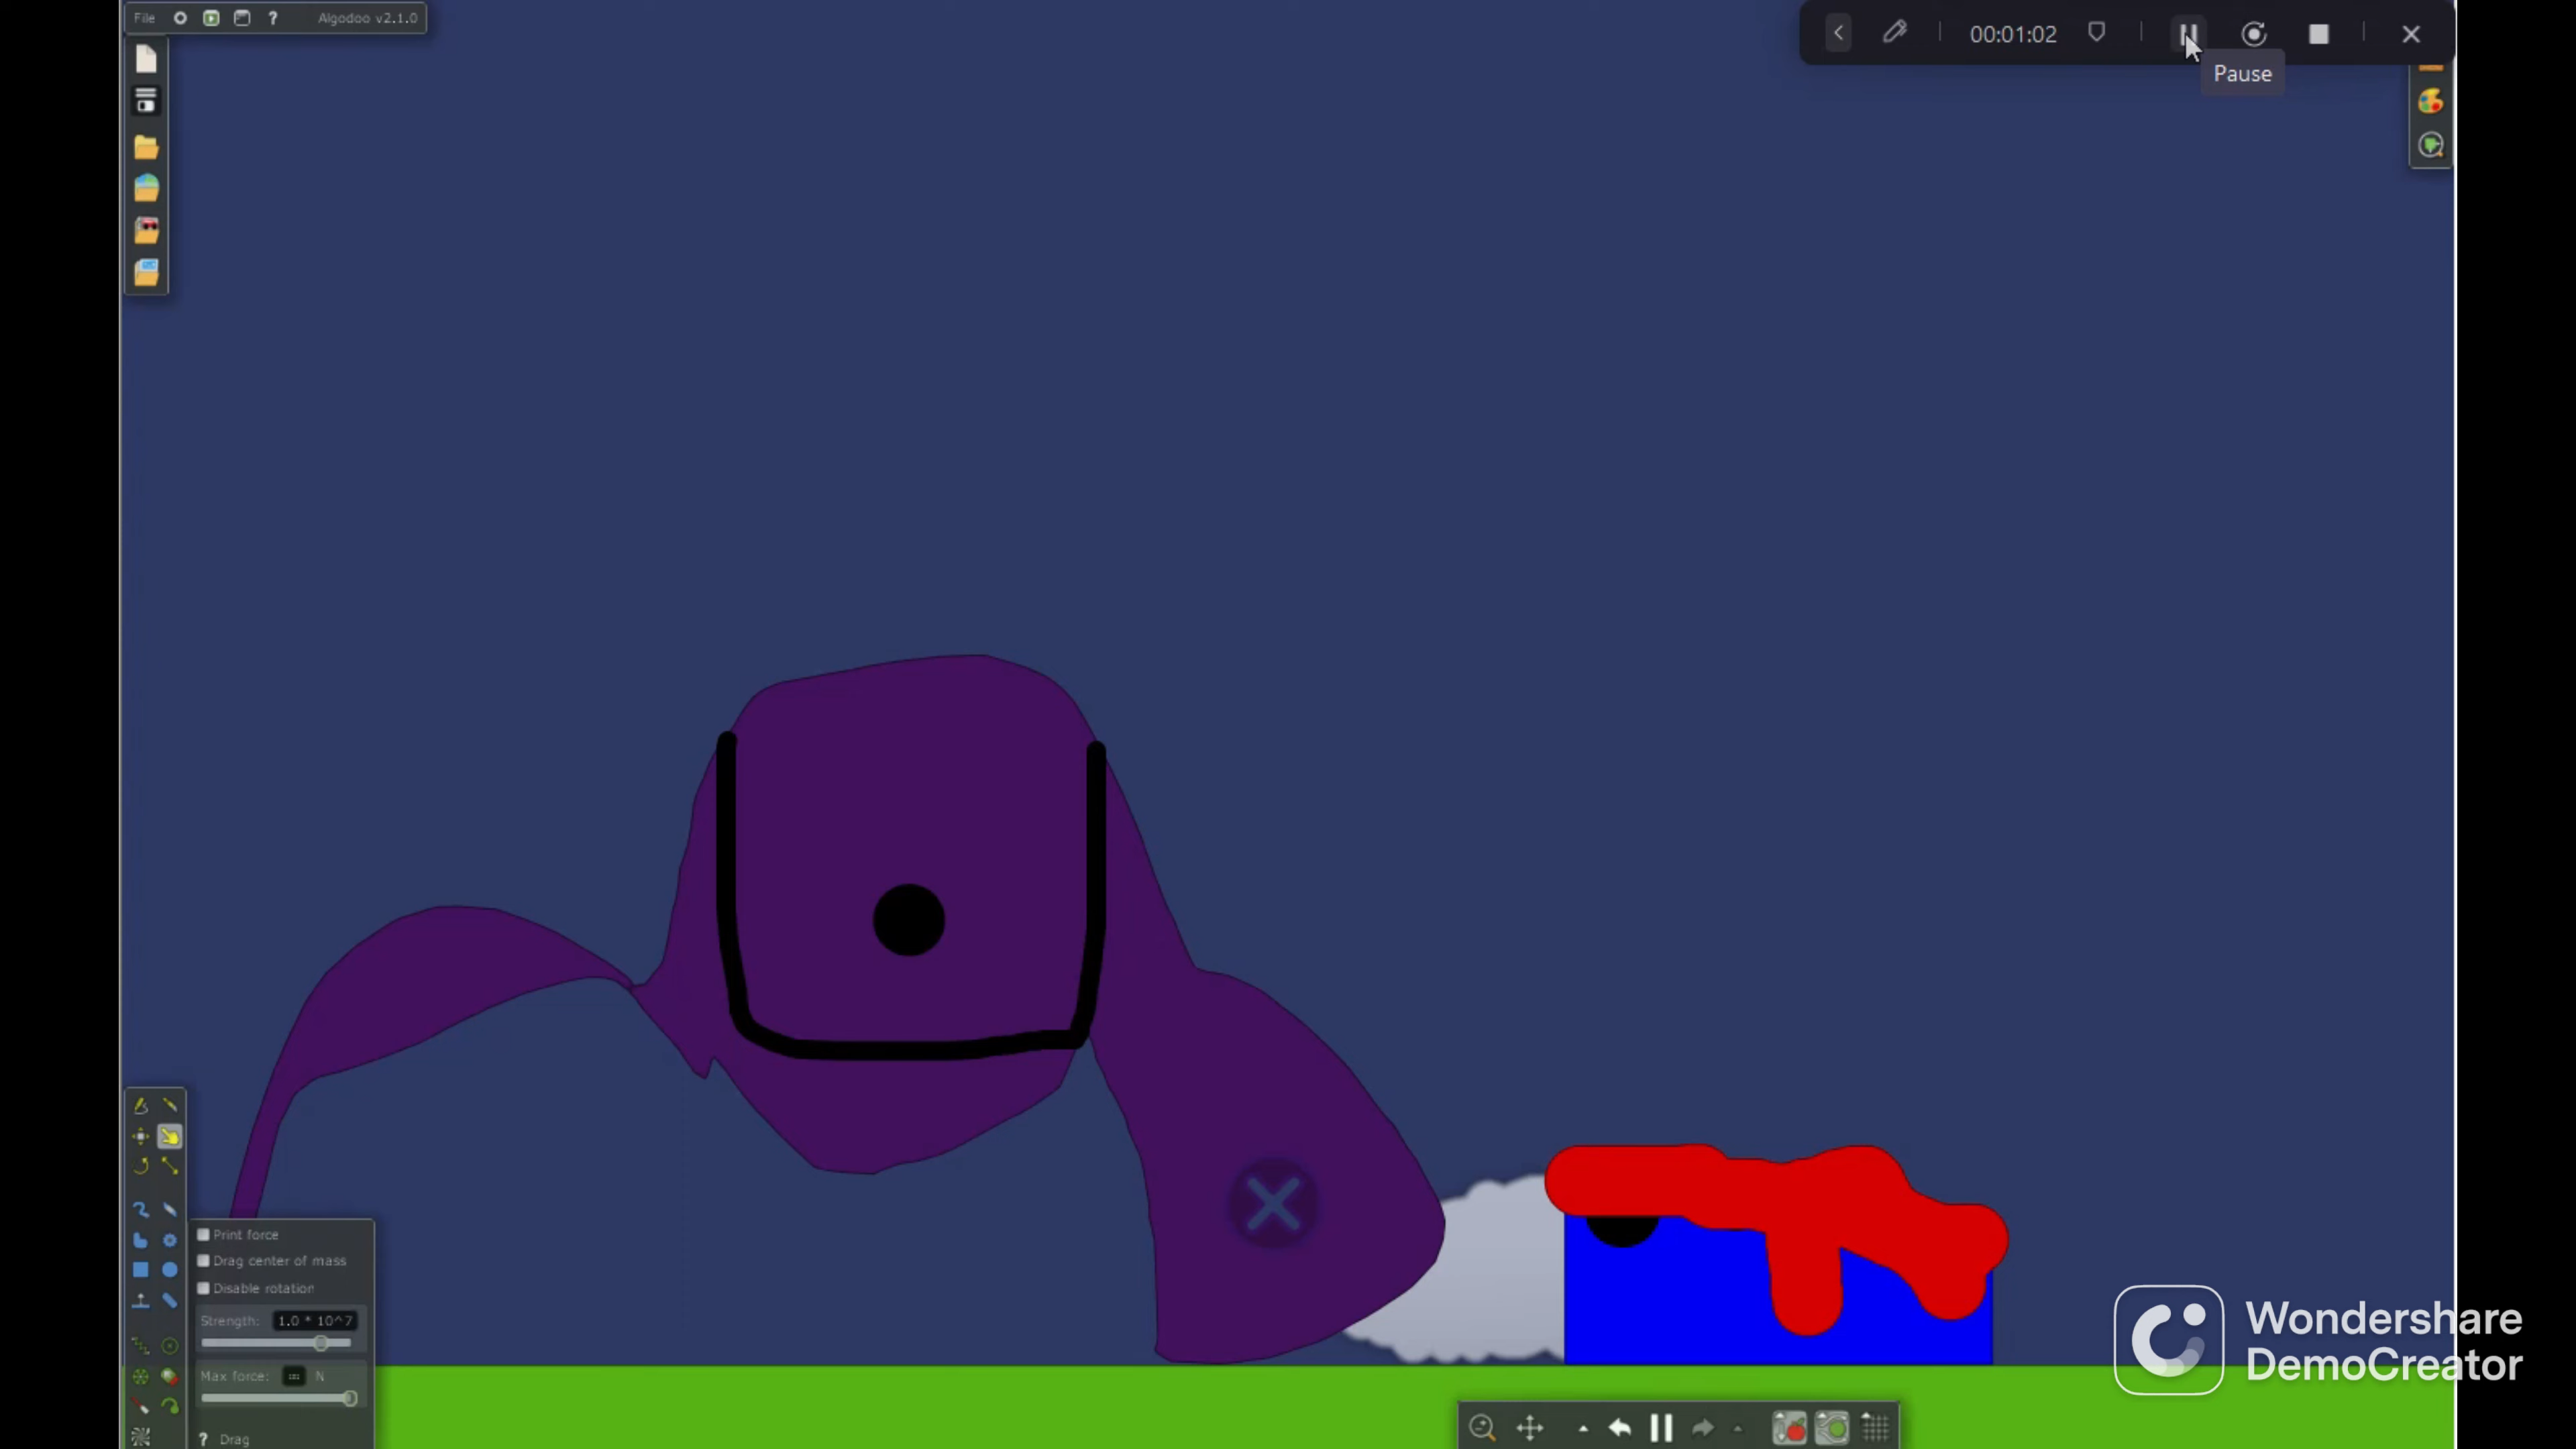 File ? Algodoo v2.1.0
00:01:02
Pause
Print force
Drag center of mass
Disable rotation
Strength: 1.0 * 10^7
Max force: N
? Drag
Wondershare
DemoCreator